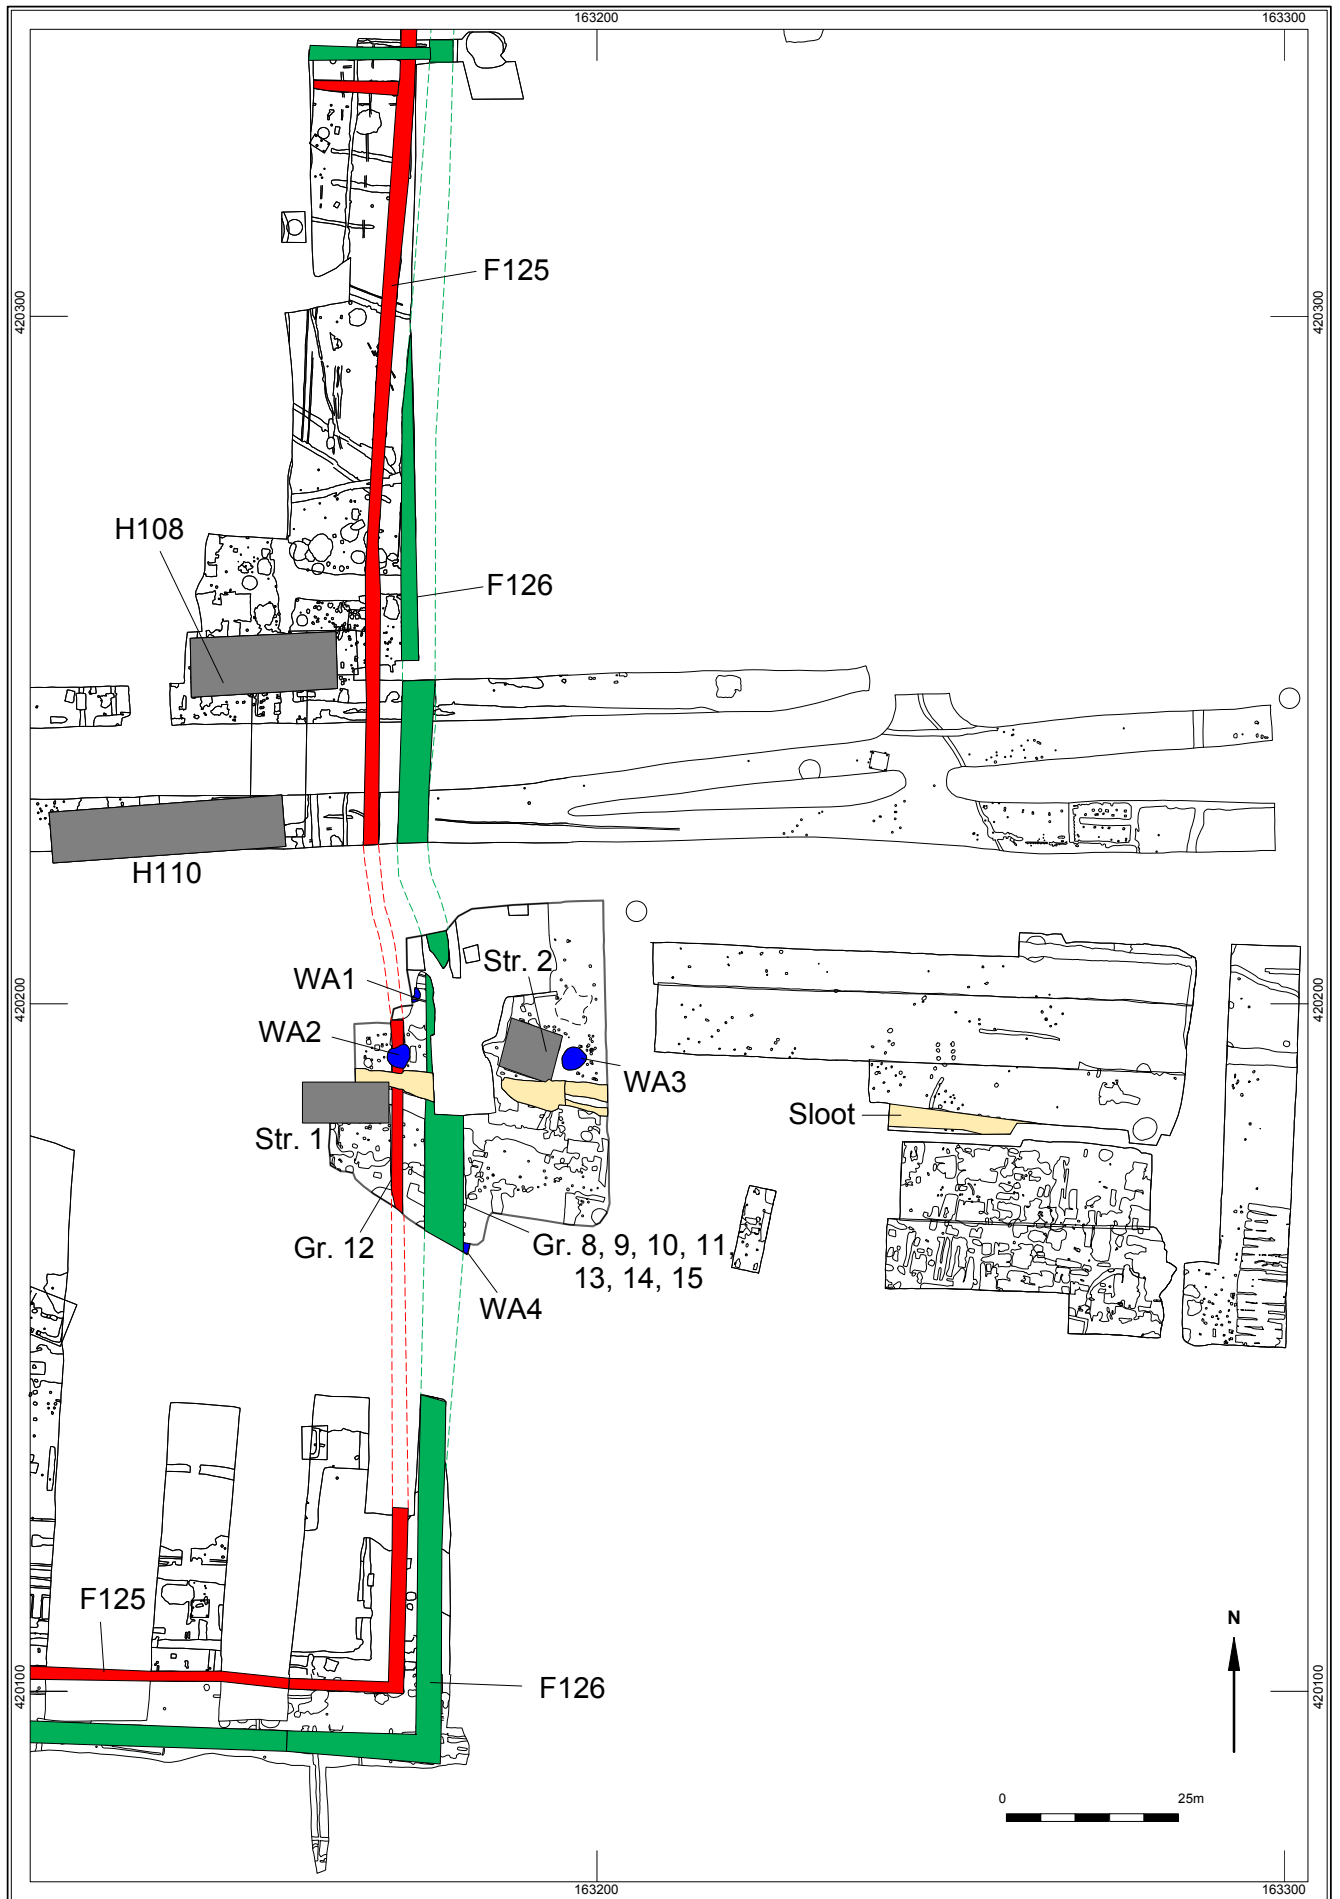 163200
163300
F125
420300
420300
H108
F126
H110
Str. 2
WA1
420200
420200
WA2
WA3
Sloot
Str. 1
Gr. 12
Gr. 8, 9, 10, 11,
13, 14, 15
WA4
F125
N
F126
420100
420100
0
25m
163200
163300